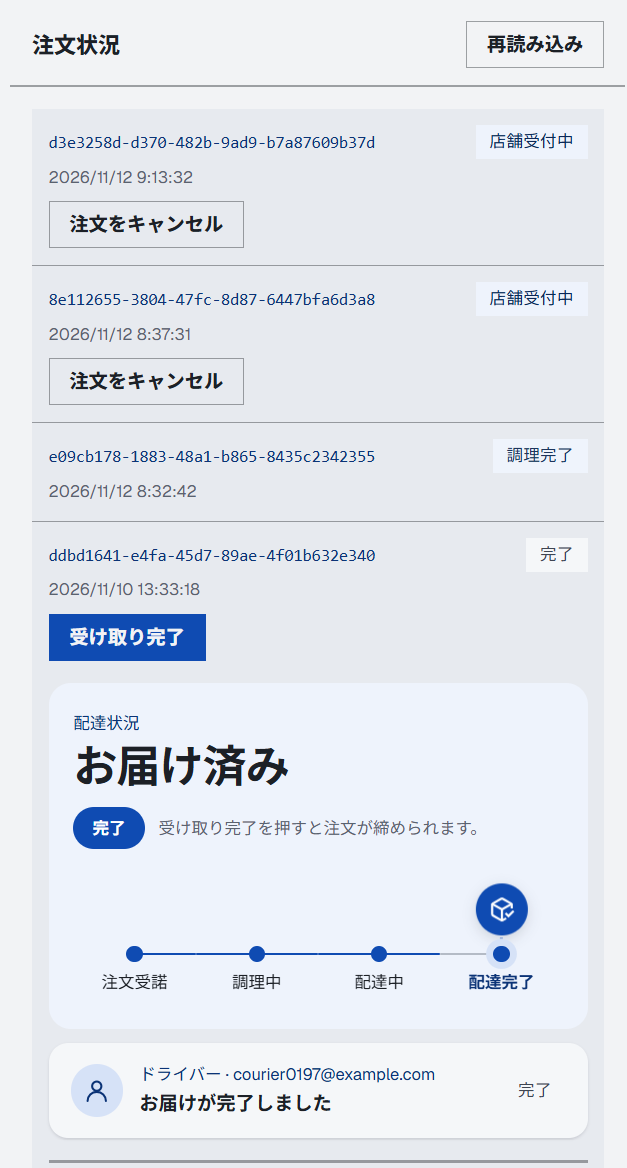 注文状況
再読み込み
d3e3258d-d370-482b-9ad9-b7a87609b37d
店舗受付中
2026/11/12 9:13:32
注文をキャンセル
8e112655-3804-47fc-8d87-6447bfa6d3a8
店舗受付中
2026/11/12 8:37:31
注文をキャンセル
e09cb178-1883-48a1-b865-8435c2342355
調理完了
2026/11/12 8:32:42
ddbd1641-e4fa-45d7-89ae-4f01b632e340
完了
2026/11/10 13:33:18
受け取り完了
配達状況
お届け済み
完了
受け取り完了を押すと注文が締められます。
注文受諾
調理中
配達中
配達完了
ドライバー · courier0197@example.com
お届けが完了しました
完了